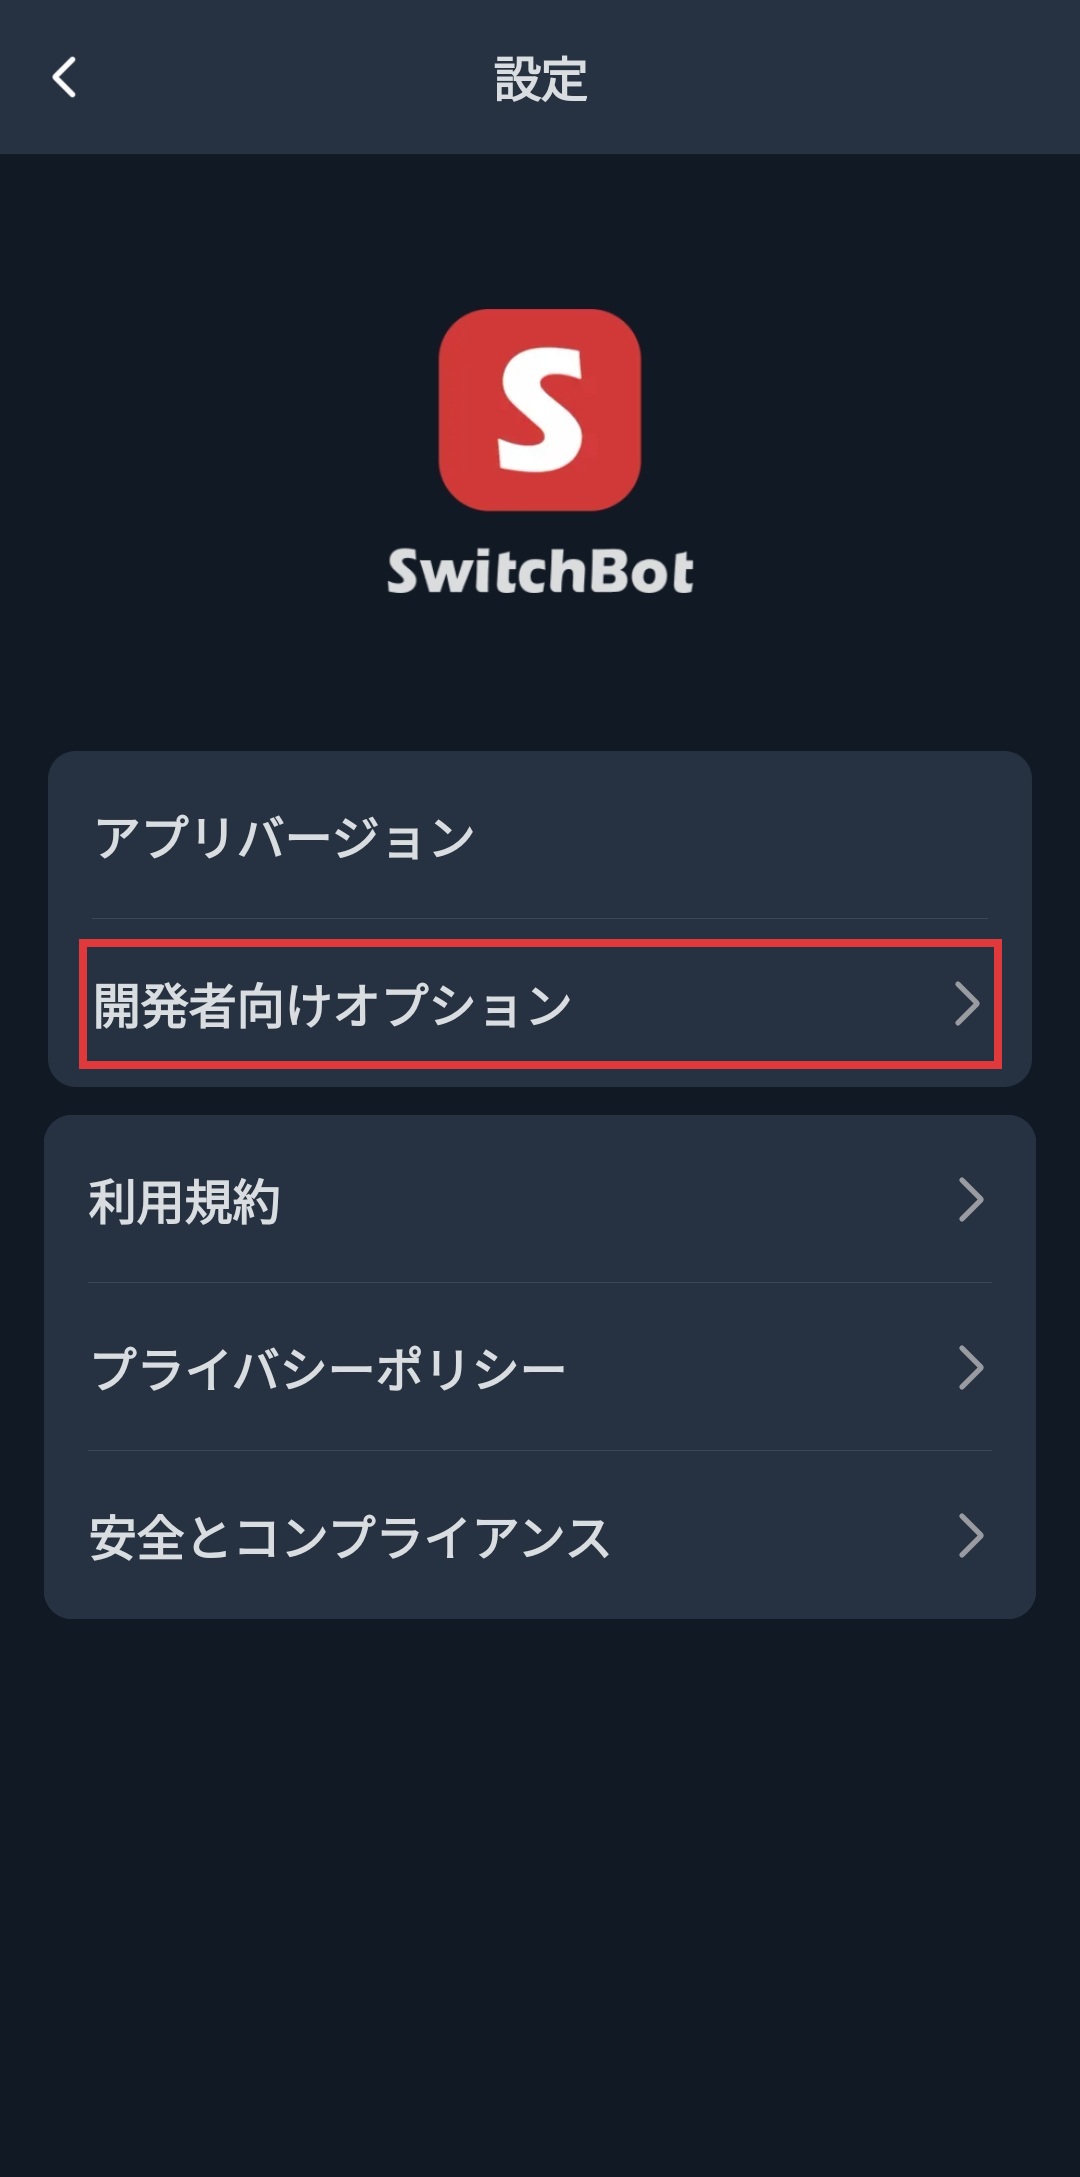 設定
S
SwitchBot
アプリバージョン
開発者向けオプション
利用規約
プライバシーポリシー
安全とコンプライアンス